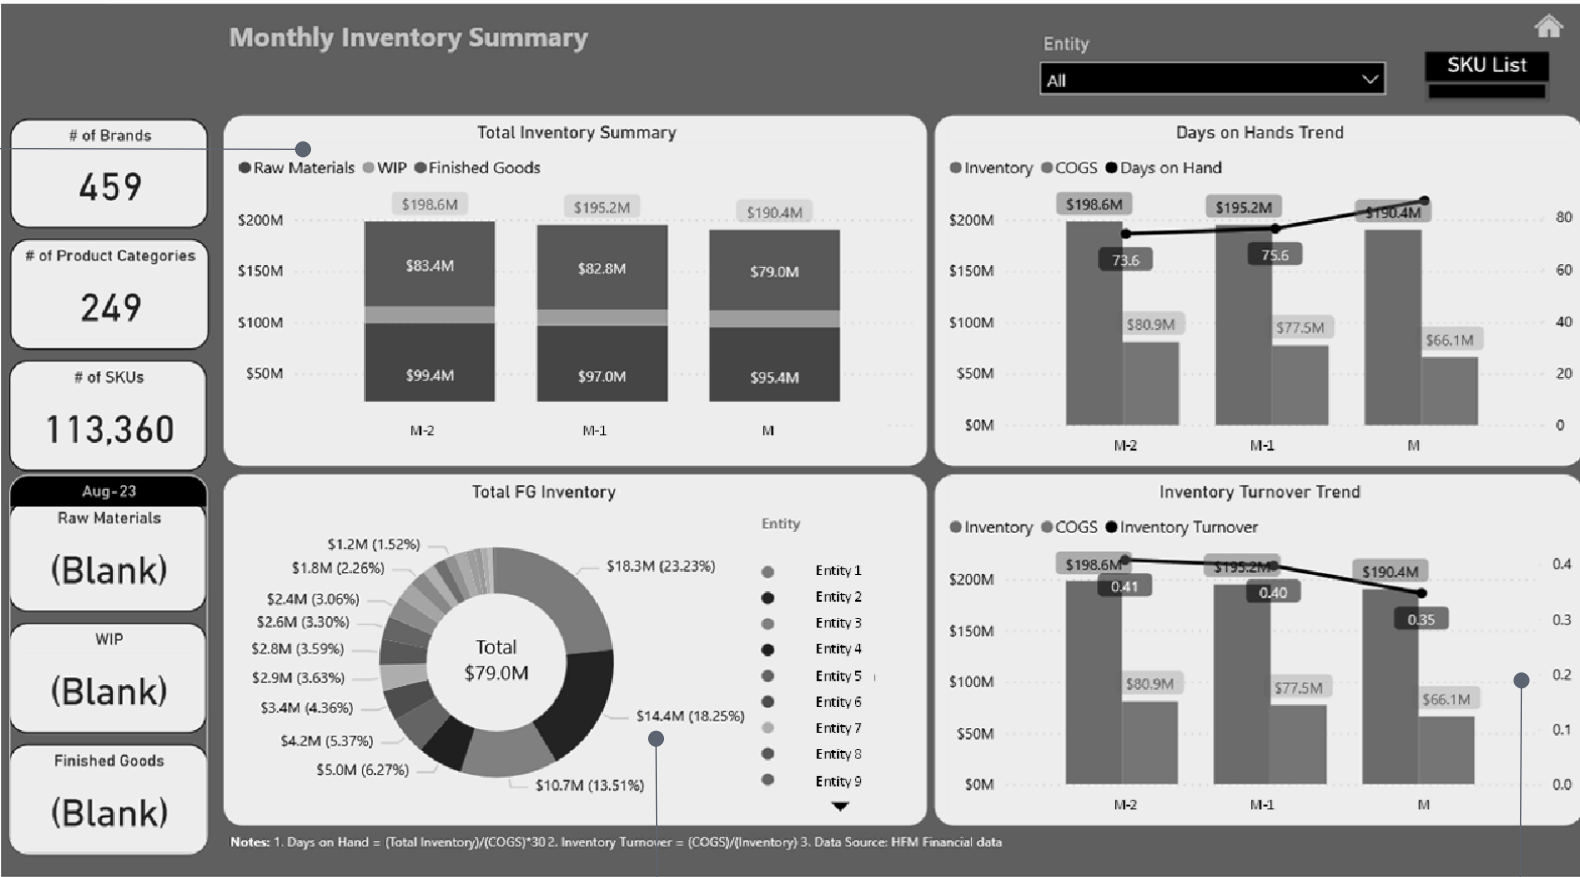 Monthly Inventory Summary
Entity
All
SKU List
# of Brands
459
# of Product Categories
249
# of SKUs
113,360
Aug-23
Raw Materials
(Blank)
WIP
(Blank)
Finished Goods
(Blank)
Total Inventory Summary
Raw Materials WIP Finished Goods
$198.6M $195.2M $190.4M
$200M
$83.4M $82.8M $79.0M
$150M
$100M
$50M
$99.4M $97.0M $95.4M
M-2 M-1 M
Days on Hands Trend
Inventory COGS Days on Hand
$198.6M $195.2M $190.4M
$200M 80
73.6 75.6
$150M 60
$100M 40
$80.9M $77.5M $66.1M
$50M 20
$0M 0
M-2 M-1 M
Total FG Inventory
$1.2M (1.52%)
$1.8M (2.26%)
$2.4M (3.06%)
$2.6M (3.30%)
$2.8M (3.59%)
$2.9M (3.63%)
$3.4M (4.36%)
$4.2M (5.37%)
$5.0M (6.27%)
$18.3M (23.23%)
$14.4M (18.25%)
$10.7M (13.51%)
Total
$79.0M
Entity
Entity 1
Entity 2
Entity 3
Entity 4
Entity 5
Entity 6
Entity 7
Entity 8
Entity 9
Inventory Turnover Trend
Inventory COGS Inventory Turnover
$198.6M $195.2M $190.4M
0.4
$200M
0.41 0.40 0.35
0.3
$150M
$100M 0.2
$80.9M $77.5M $66.1M
$50M 0.1
$0M 0.0
M-2 M-1 M
Notes: 1. Days on Hand = (Total Inventory)/(COGS)*30 2. Inventory Turnover = (COGS)/(Inventory) 3. Data Source: HFM Financial data